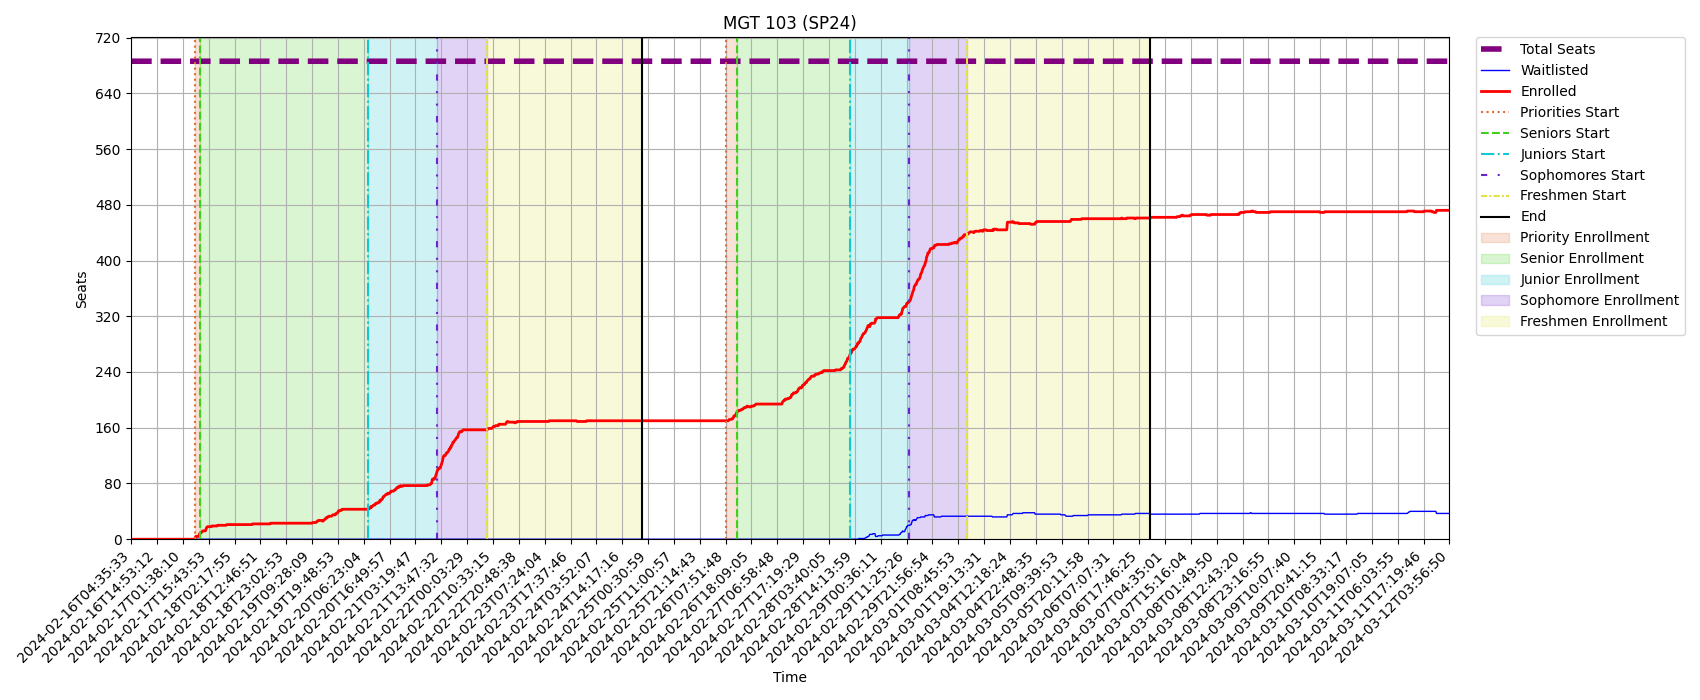 MGT 103 (SP24)
720
640
560
480
400
320
240
160
80
0
Seats
2024-02-16T04:35:33
2024-02-16T14:53:12
2024-02-17T01:38:10
2024-02-17T15:43:53
2024-02-18T02:17:55
2024-02-18T12:46:51
2024-02-18T23:02:53
2024-02-19T09:28:09
2024-02-19T19:48:53
2024-02-20T06:23:04
2024-02-20T16:49:57
2024-02-21T03:19:47
2024-02-21T13:47:32
2024-02-22T00:03:29
2024-02-22T10:33:15
2024-02-22T20:48:38
2024-02-23T07:24:04
2024-02-23T17:37:46
2024-02-24T03:52:07
2024-02-24T14:17:16
2024-02-25T00:30:59
2024-02-25T11:00:57
2024-02-25T21:14:43
2024-02-26T07:51:48
2024-02-26T18:09:05
2024-02-27T06:58:48
2024-02-27T17:19:29
2024-02-28T03:40:05
2024-02-28T14:13:59
2024-02-29T00:36:11
2024-02-29T11:25:26
2024-02-29T21:56:54
2024-03-01T08:45:53
2024-03-01T19:13:31
2024-03-04T12:18:24
2024-03-04T22:48:35
2024-03-05T09:39:53
2024-03-05T20:11:58
2024-03-06T07:07:31
2024-03-06T17:46:25
2024-03-07T04:35:01
2024-03-07T15:16:04
2024-03-08T01:49:50
2024-03-08T12:43:20
2024-03-08T23:16:55
2024-03-09T10:07:40
2024-03-09T20:41:15
2024-03-10T08:33:17
2024-03-10T19:07:05
2024-03-11T06:03:55
2024-03-11T17:19:46
2024-03-12T03:56:50
Time
Total Seats
Waitlisted
Enrolled
Priorities Start
Seniors Start
Juniors Start
Sophomores Start
Freshmen Start
End
Priority Enrollment
Senior Enrollment
Junior Enrollment
Sophomore Enrollment
Freshmen Enrollment